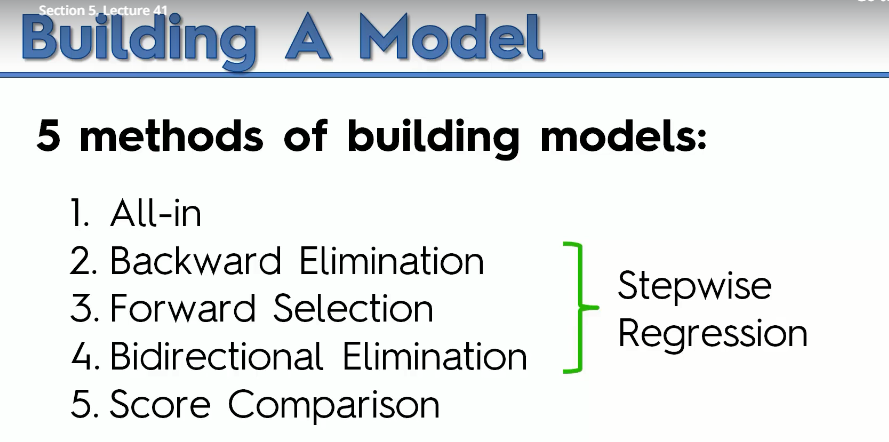 Section 5, Lecture 41
Building A Model
5 methods of building models:
1. All-in
2. Backward Elimination
3. Forward Selection
4. Bidirectional Elimination
5. Score Comparison
Stepwise
Regression